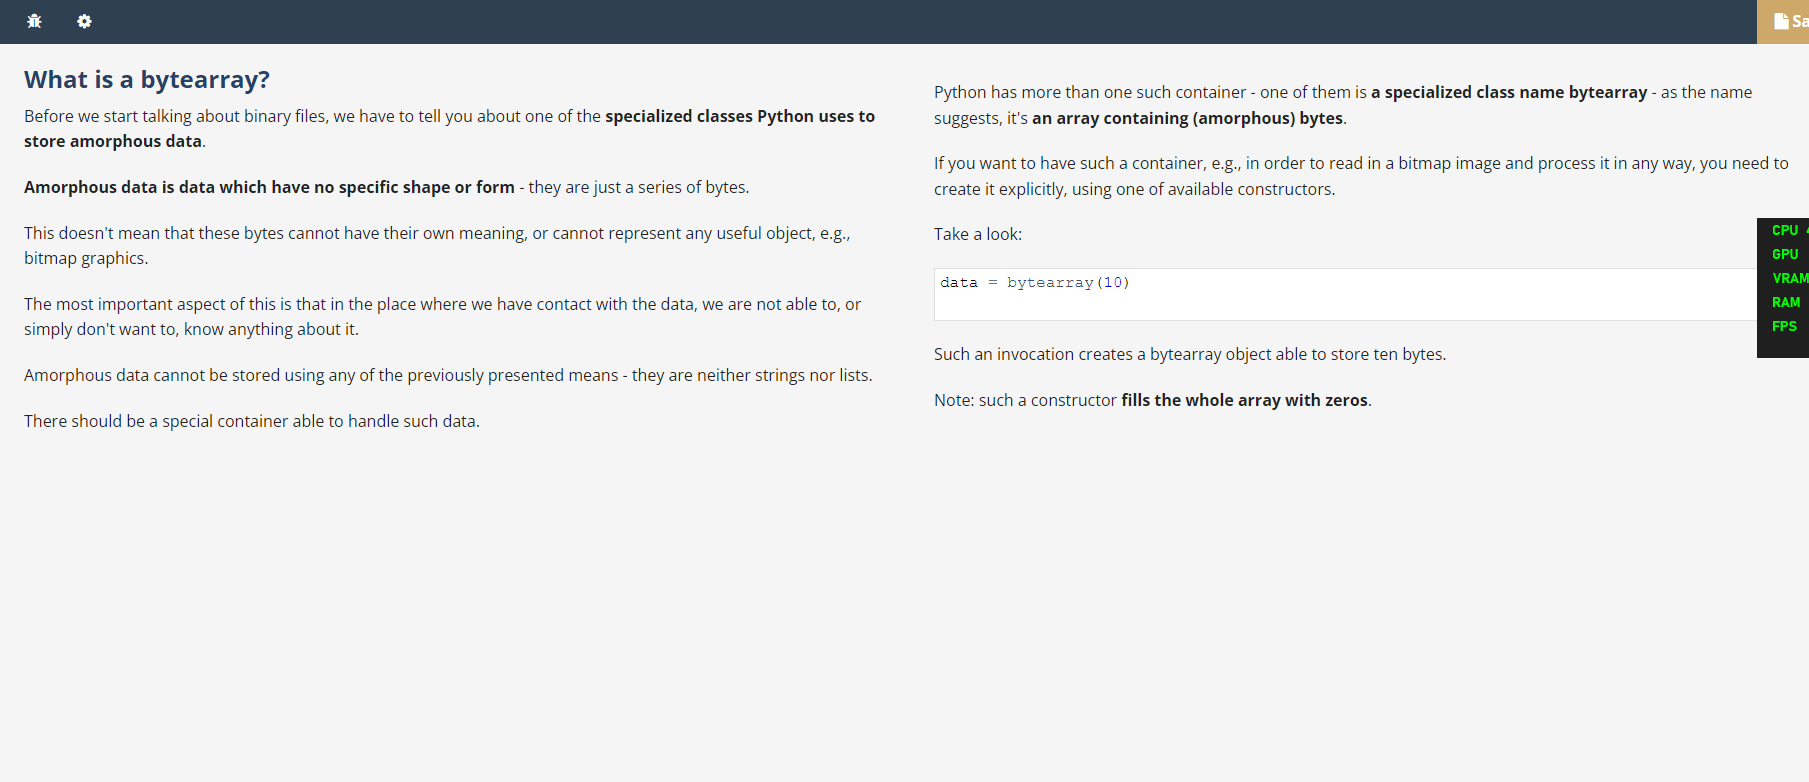 Sa
What is a bytearray?
Before we start talking about binary files, we have to tell you about one of the specialized classes Python uses to
store amorphous data.
Amorphous data is data which have no specific shape or form - they are just a series of bytes.
This doesn't mean that these bytes cannot have their own meaning, or cannot represent any useful object, e.g.,
bitmap graphics.
The most important aspect of this is that in the place where we have contact with the data, we are not able to, or
simply don't want to, know anything about it.
Amorphous data cannot be stored using any of the previously presented means - they are neither strings nor lists.
There should be a special container able to handle such data.
Python has more than one such container - one of them is a specialized class name bytearray - as the name
suggests, it's an array containing (amorphous) bytes.
If you want to have such a container, e.g., in order to read in a bitmap image and process it in any way, you need to
create it explicitly, using one of available constructors.
Take a look:
data = bytearray(10)
Such an invocation creates a bytearray object able to store ten bytes.
Note: such a constructor fills the whole array with zeros.
CPU
GPU
VRAM
RAM
FPS